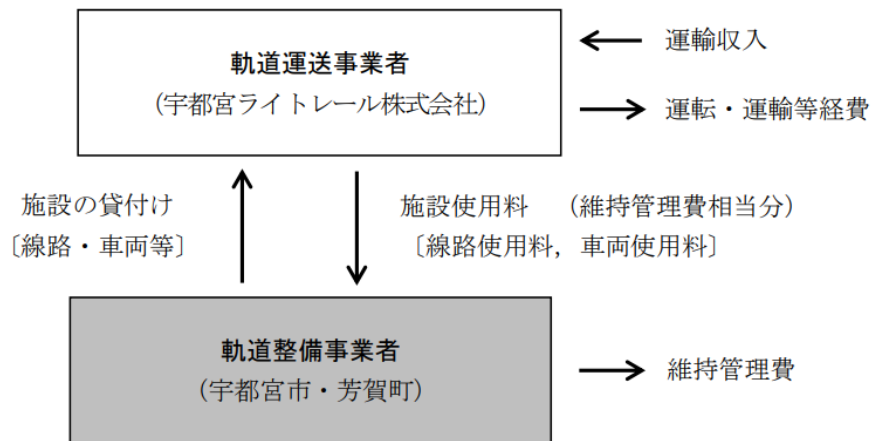 軌道運送事業者
（宇都宮ライトレール株式会社）
運輸収入
運転・運輸等経費
施設の貸付け
〔線路・車両等〕
施設使用料　（維持管理費相当分）
〔線路使用料，車両使用料〕
軌道整備事業者
（宇都宮市・芳賀町）
維持管理費